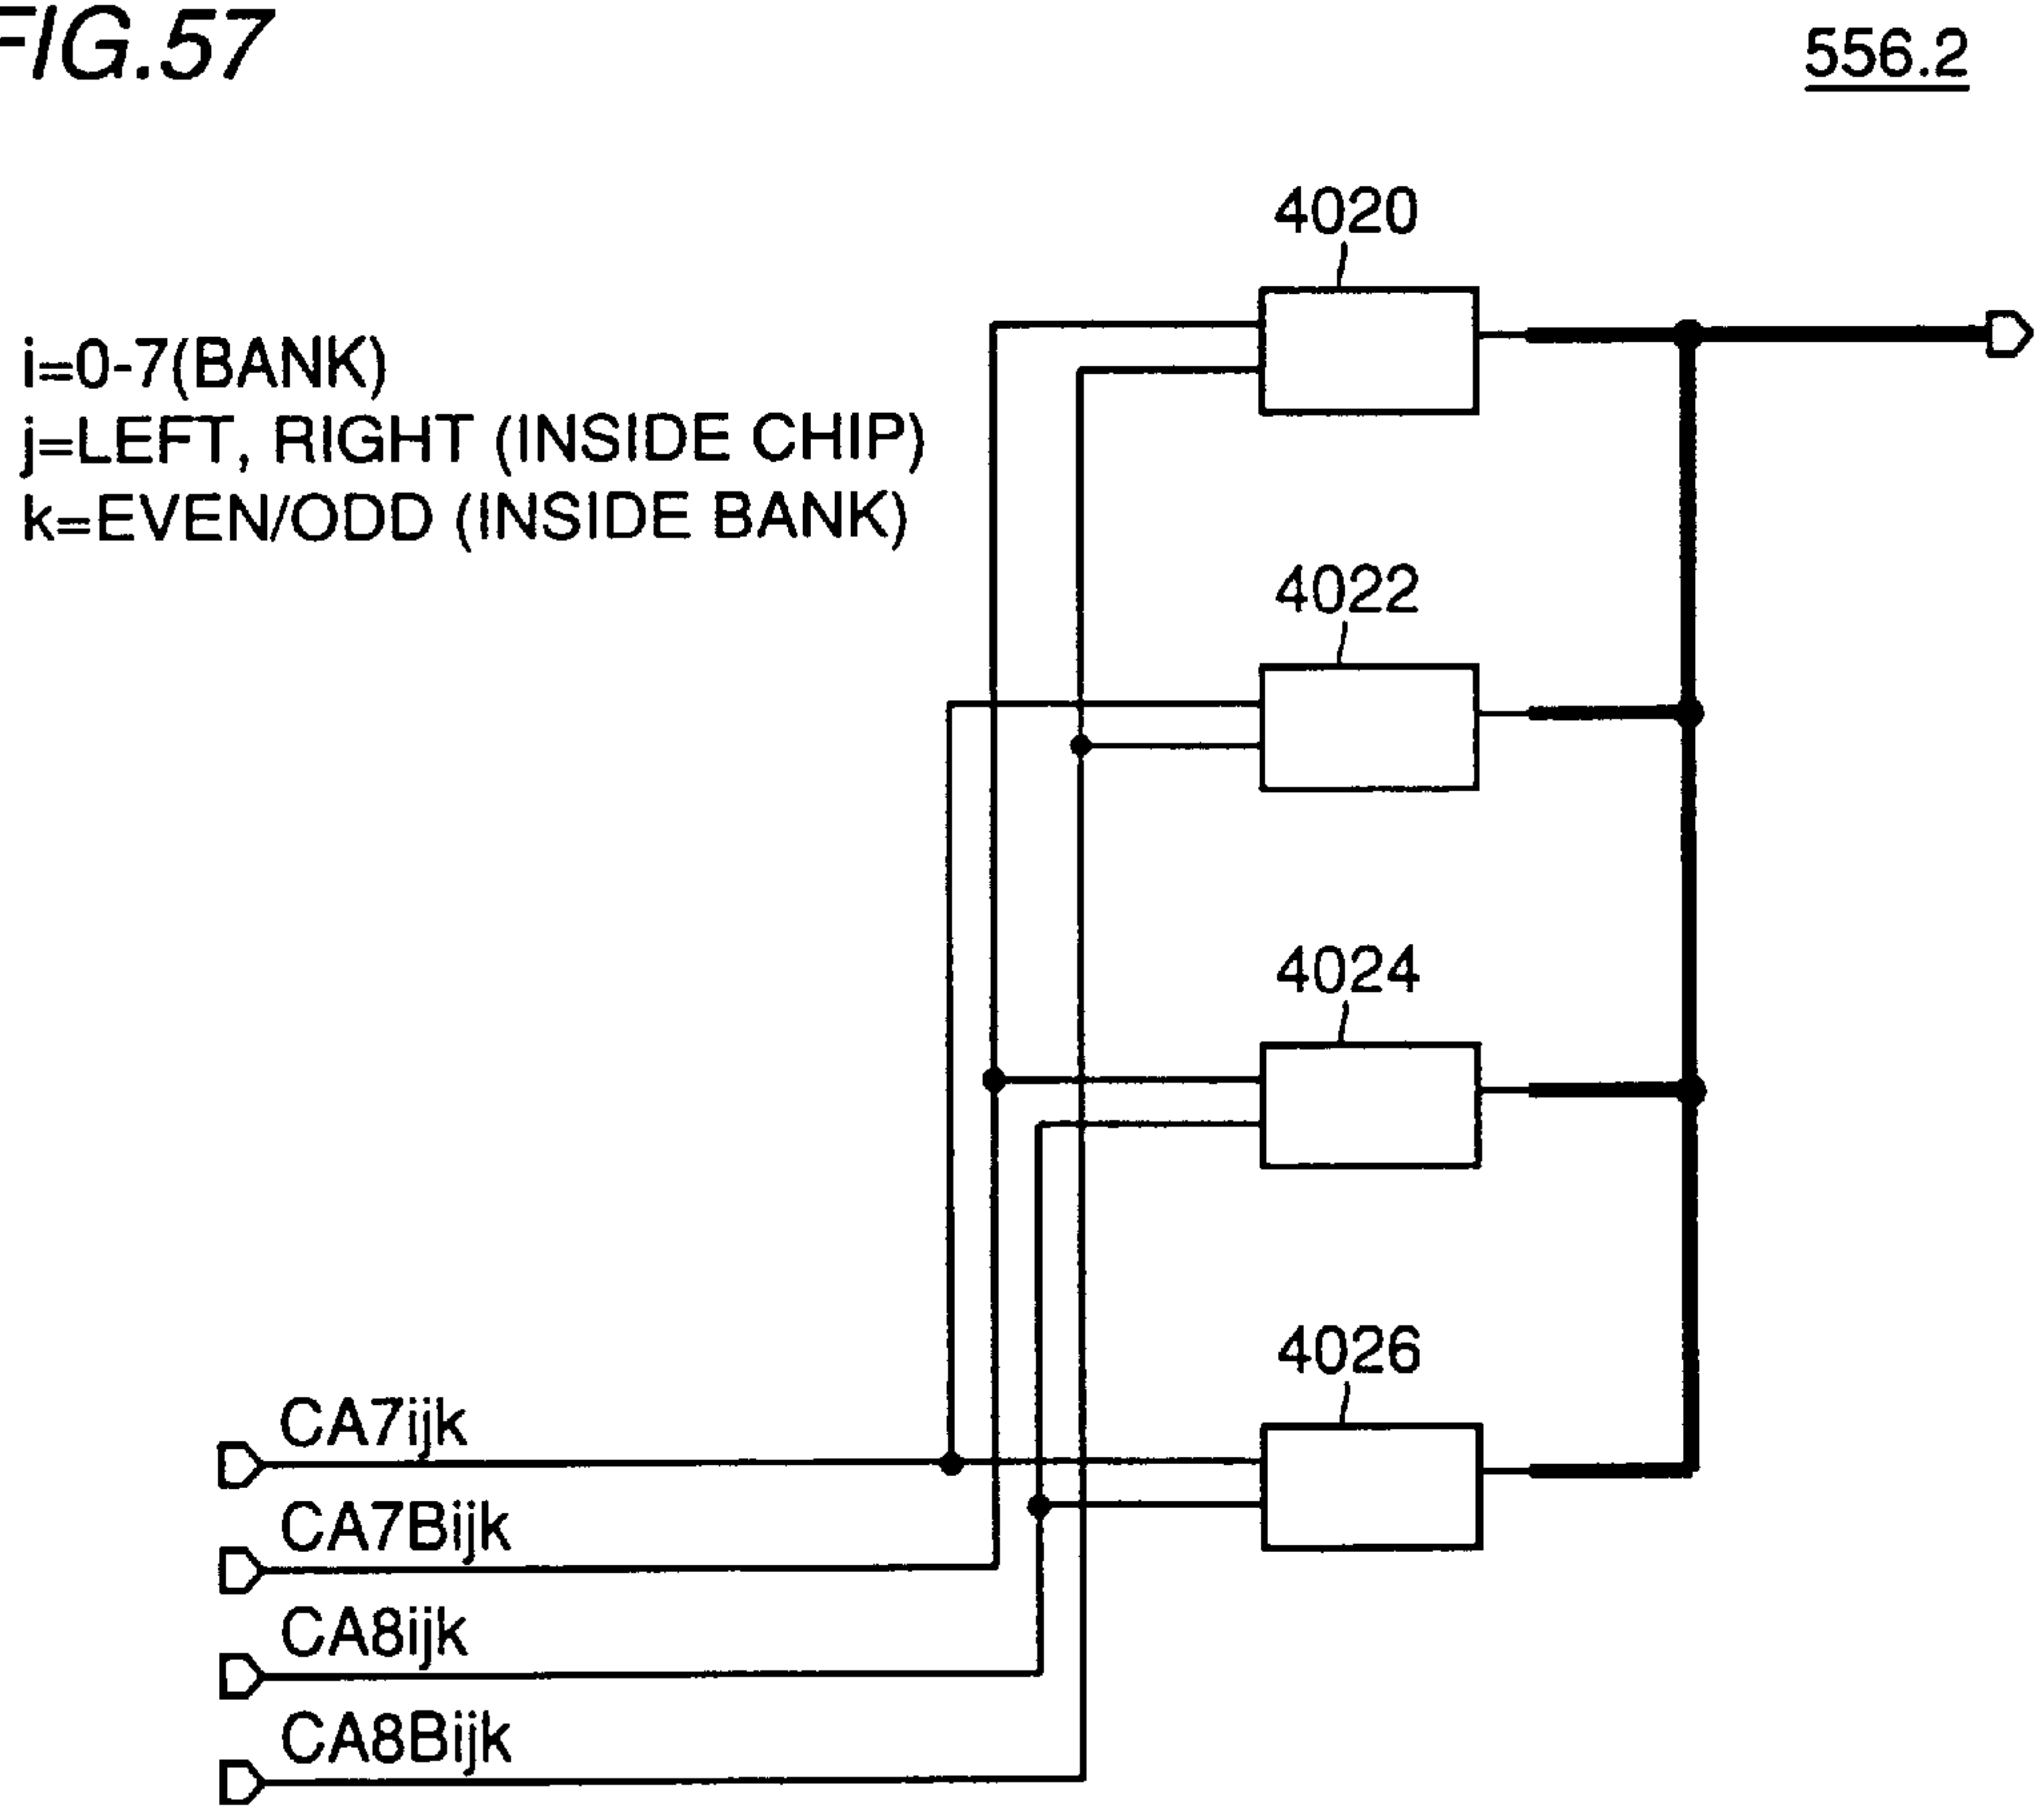 FIG.57
556.2
4020
i=0-7(BANK)
j=LEFT, RIGHT (INSIDE CHIP)
k=EVEN/ODD (INSIDE BANK)
4022
4024
4026
CA7ijk
CA7Bijk
CA8ijk
CA8Bijk